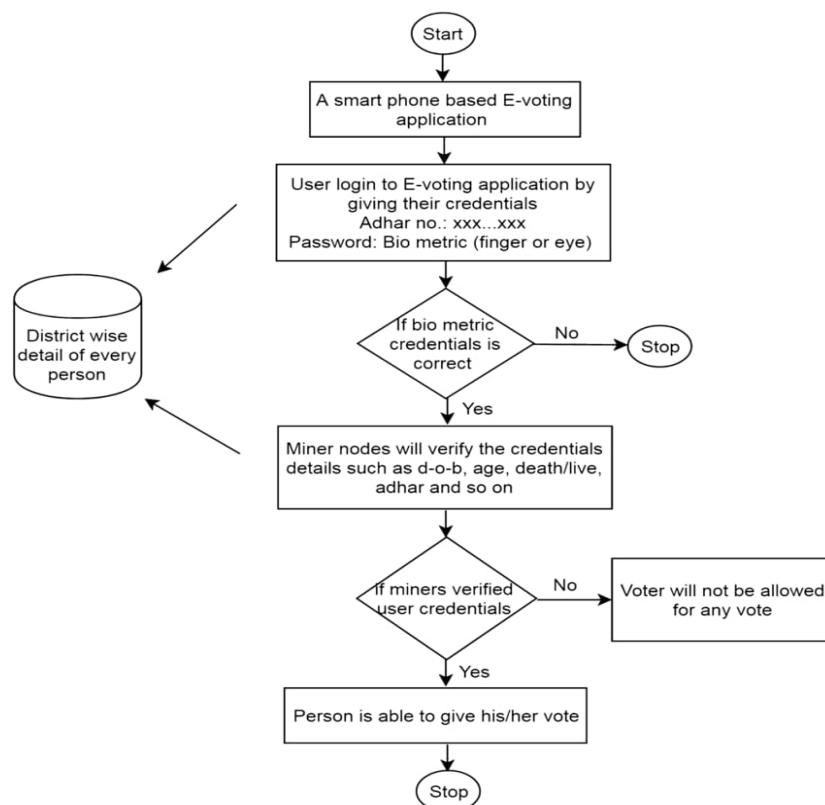 Start
A smart phone based E-voting
application
User login to E-voting application by
giving their credentials
Adhar no.: xxx...xxx
Password: Bio metric (finger or eye)
District wise
detail of every
person
If bio metric
credentials is
correct
No
Stop
Yes
Miner nodes will verify the credentials
details such as d-o-b, age, death/live,
adhar and so on
If miners verified
user credentials
No
Voter will not be allowed
for any vote
Yes
Person is able to give his/her vote
Stop